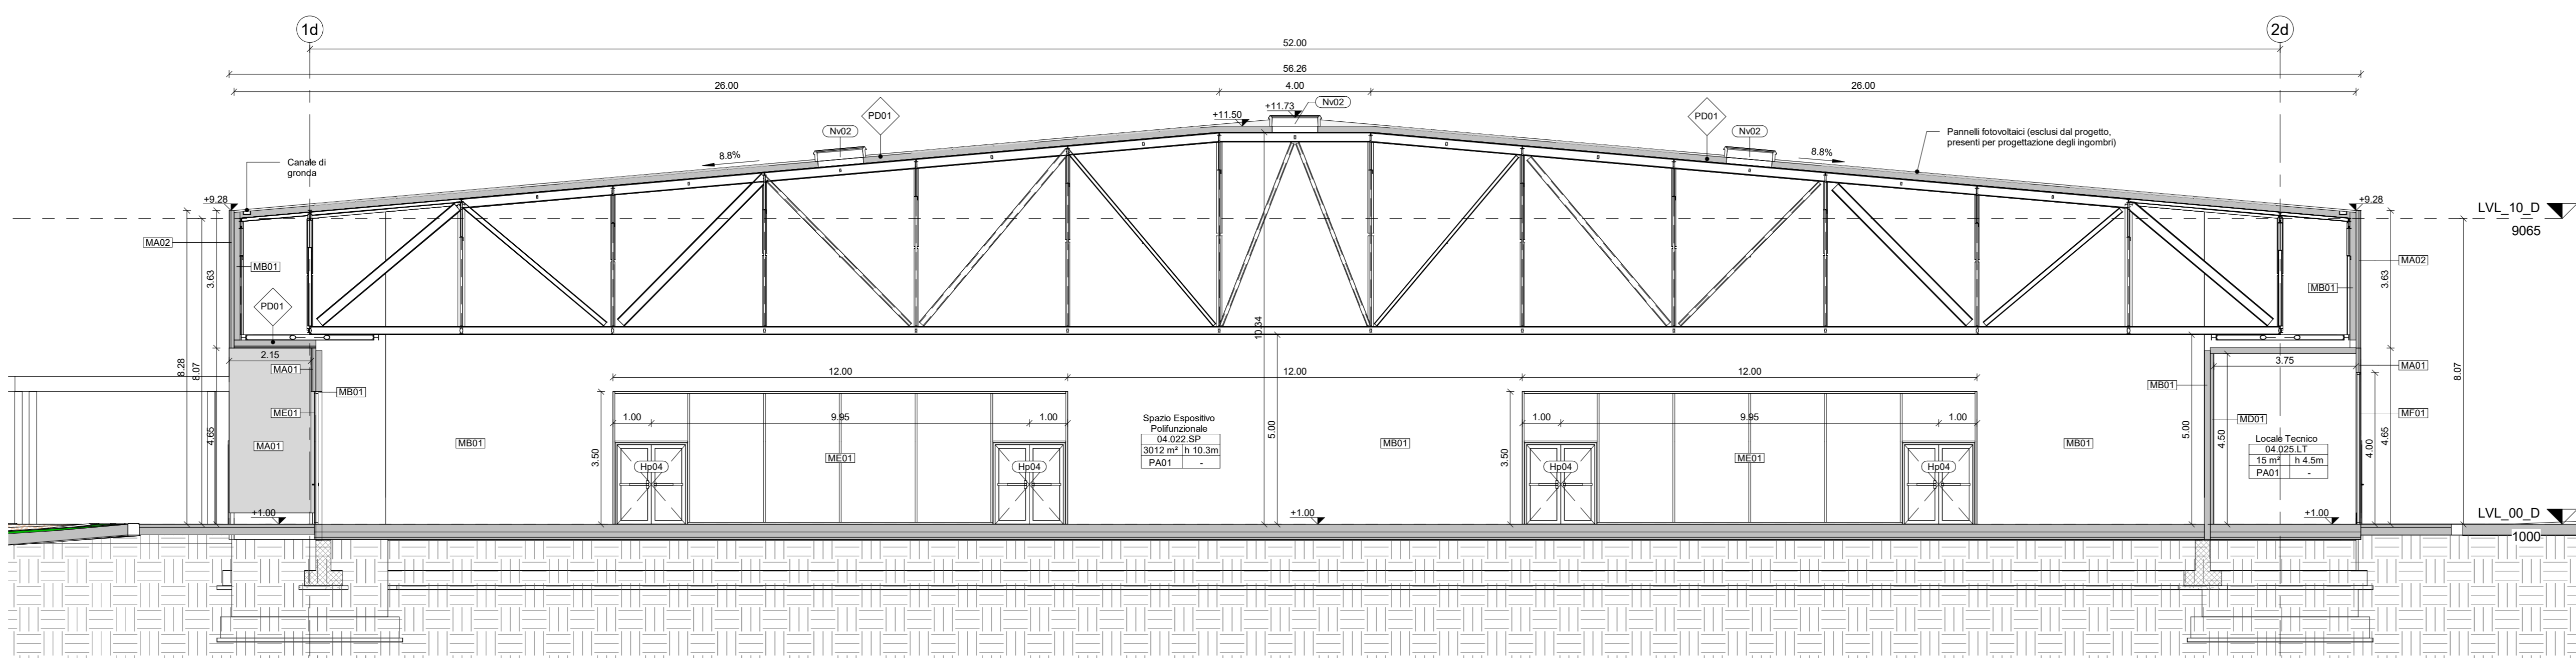 1d
2d
52.00
56.26
26.00
4.00
26.00
+11.73
Nv02
+11.50
PD01
PD01
Nv02
Nv02
8.8%
8.8%
Pannelli fotovoltaici (esclusi dal progetto,
presenti per progettazione degli ingombri)
Canale di
gronda
+9.28
+9.28
LVL_10_D
9065
MA02
MA02
MB01
MB01
3.63
3.63
PD01
8.28
8.07
8.07
10.34
2.15
3.75
MA01
MA01
12.00
12.00
12.00
MB01
MB01
ME01
MF01
MD01
1.00
9.95
1.00
1.00
9.95
1.00
Spazio Espositivo
Polifunzionale
04.022.SP
3012 m² h 10.3m
PA01 -
5.00
5.00
4.50
4.00
4.65
4.65
MA01
MB01
MB01
MB01
3.50
3.50
Hp04
ME01
Hp04
Hp04
ME01
Hp04
Locale Tecnico
04.025.LT
15 m² h 4.5m
PA01 -
+1.00
+1.00
+1.00
LVL_00_D
1000